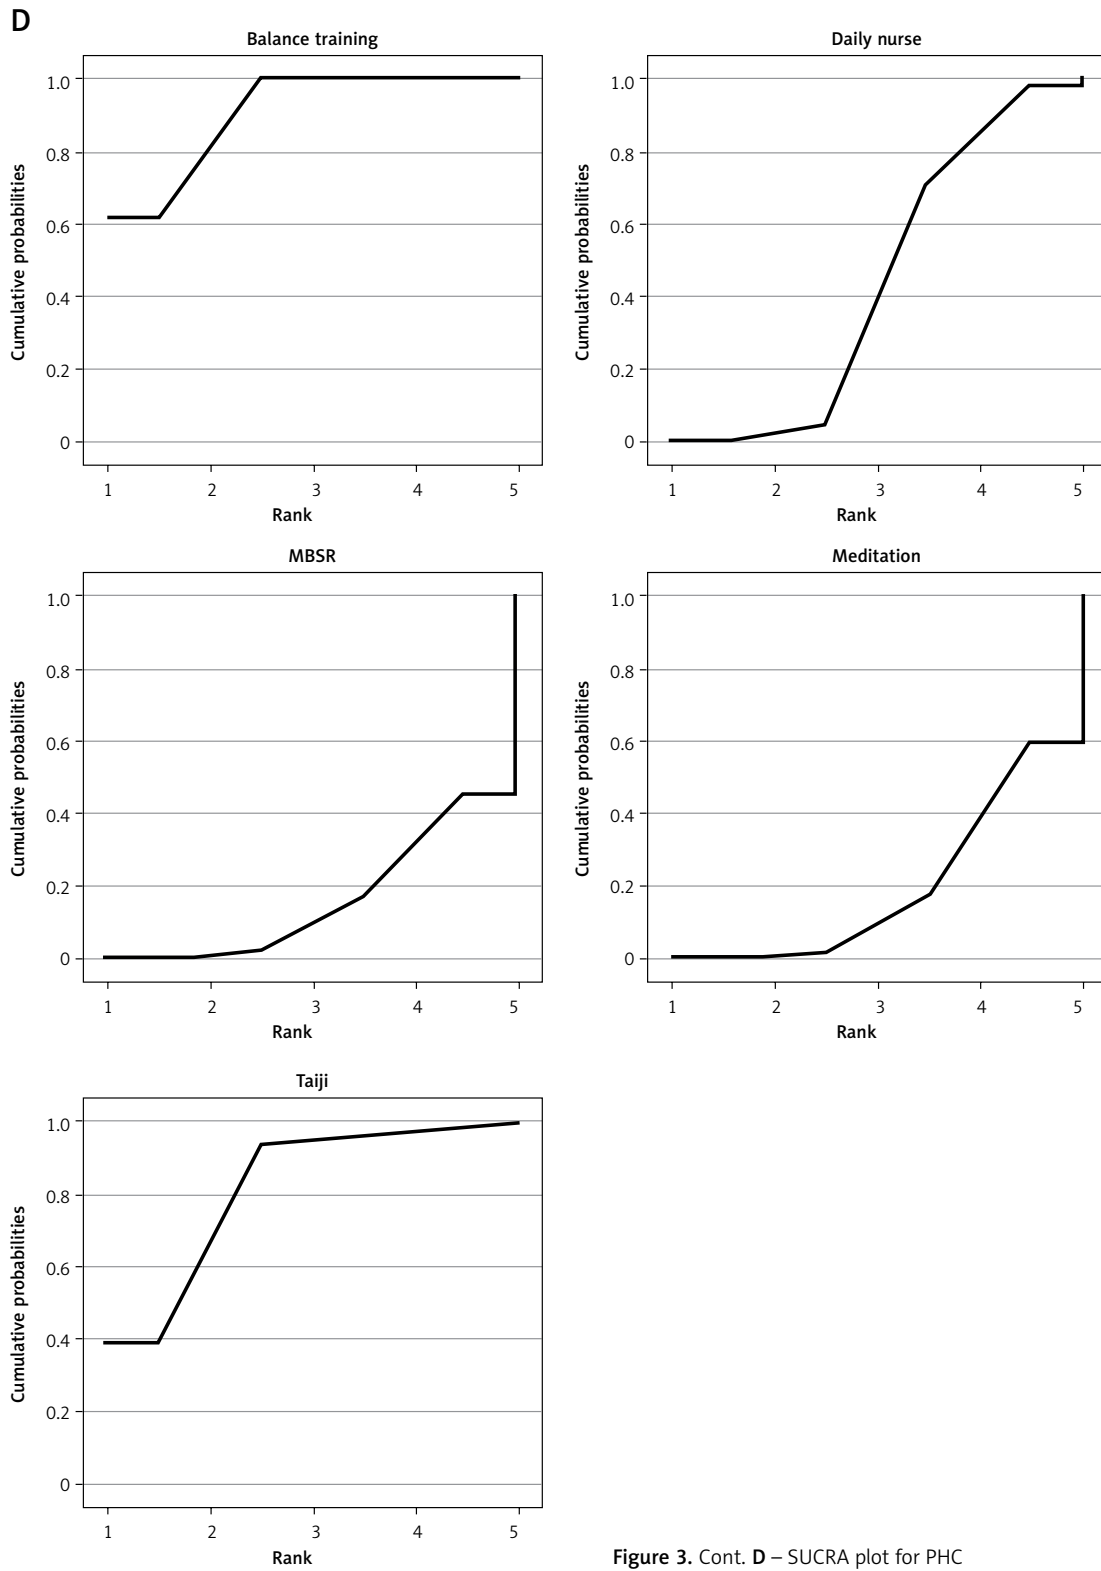 D
Balance training
Cumulative probabilities
1.0
0.8
0.6
0.4
0.2
0
1 2 3 4 5
Rank
Daily nurse
Cumulative probabilities
1.0
0.8
0.6
0.4
0.2
0
1 2 3 4 5
Rank
MBSR
Cumulative probabilities
1.0
0.8
0.6
0.4
0.2
0
1 2 3 4 5
Rank
Meditation
Cumulative probabilities
1.0
0.8
0.6
0.4
0.2
0
1 2 3 4 5
Rank
Taiji
Cumulative probabilities
1.0
0.8
0.6
0.4
0.2
0
1 2 3 4 5
Rank
Figure 3. Cont. D – SUCRA plot for PHC